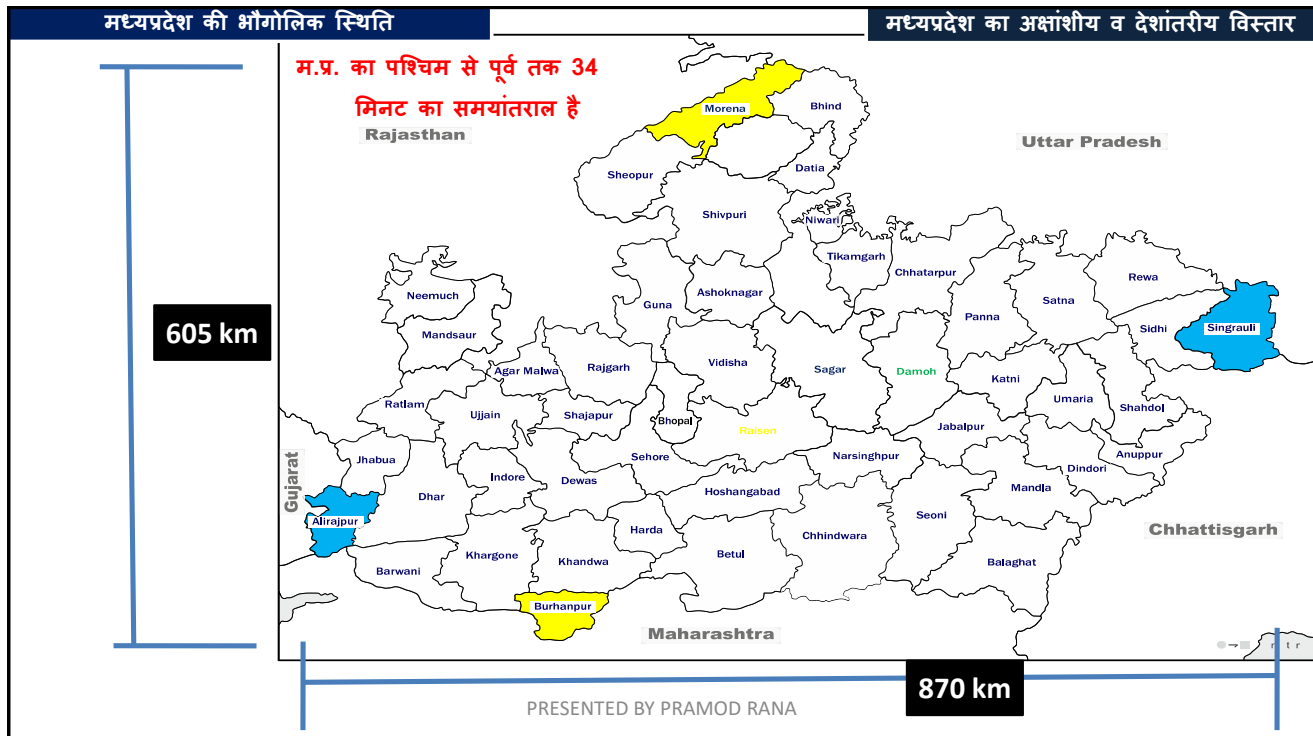 मध्यप्रदेश की भौगोलिक स्थिति
मध्यप्रदेश का अक्षांशीय व देशांतरीय विस्तार
म.प्र. का पश्चिम से पूर्व तक 34
मिनट का समयांतराल है
Morena
Bhind
Rajasthan
Uttar Pradesh
Sheopur
Datia
Shivpuri
Niwari
Tikamgarh
Chhatarpur
Rewa
Neemuch
Guna
Ashoknagar
Panna
Satna
605 km
Mandsaur
Sidhi
Singrauli
Agar Malwa
Rajgarh
Vidisha
Sagar
Damoh
Katni
Ratlam
Ujjain
Shajapur
Bhopal
Raisen
Jabalpur
Umaria
Shahdol
Jhabua
Sehore
Narsinghpur
Anuppur
Gujarat
Dhar
Indore
Dewas
Hoshangabad
Mandla
Dindori
Alirajpur
Harda
Seoni
Chhattisgarh
Barwani
Khargone
Khandwa
Betul
Chhindwara
Balaghat
Burhanpur
Maharashtra
r t r
870 km
PRESENTED BY PRAMOD RANA